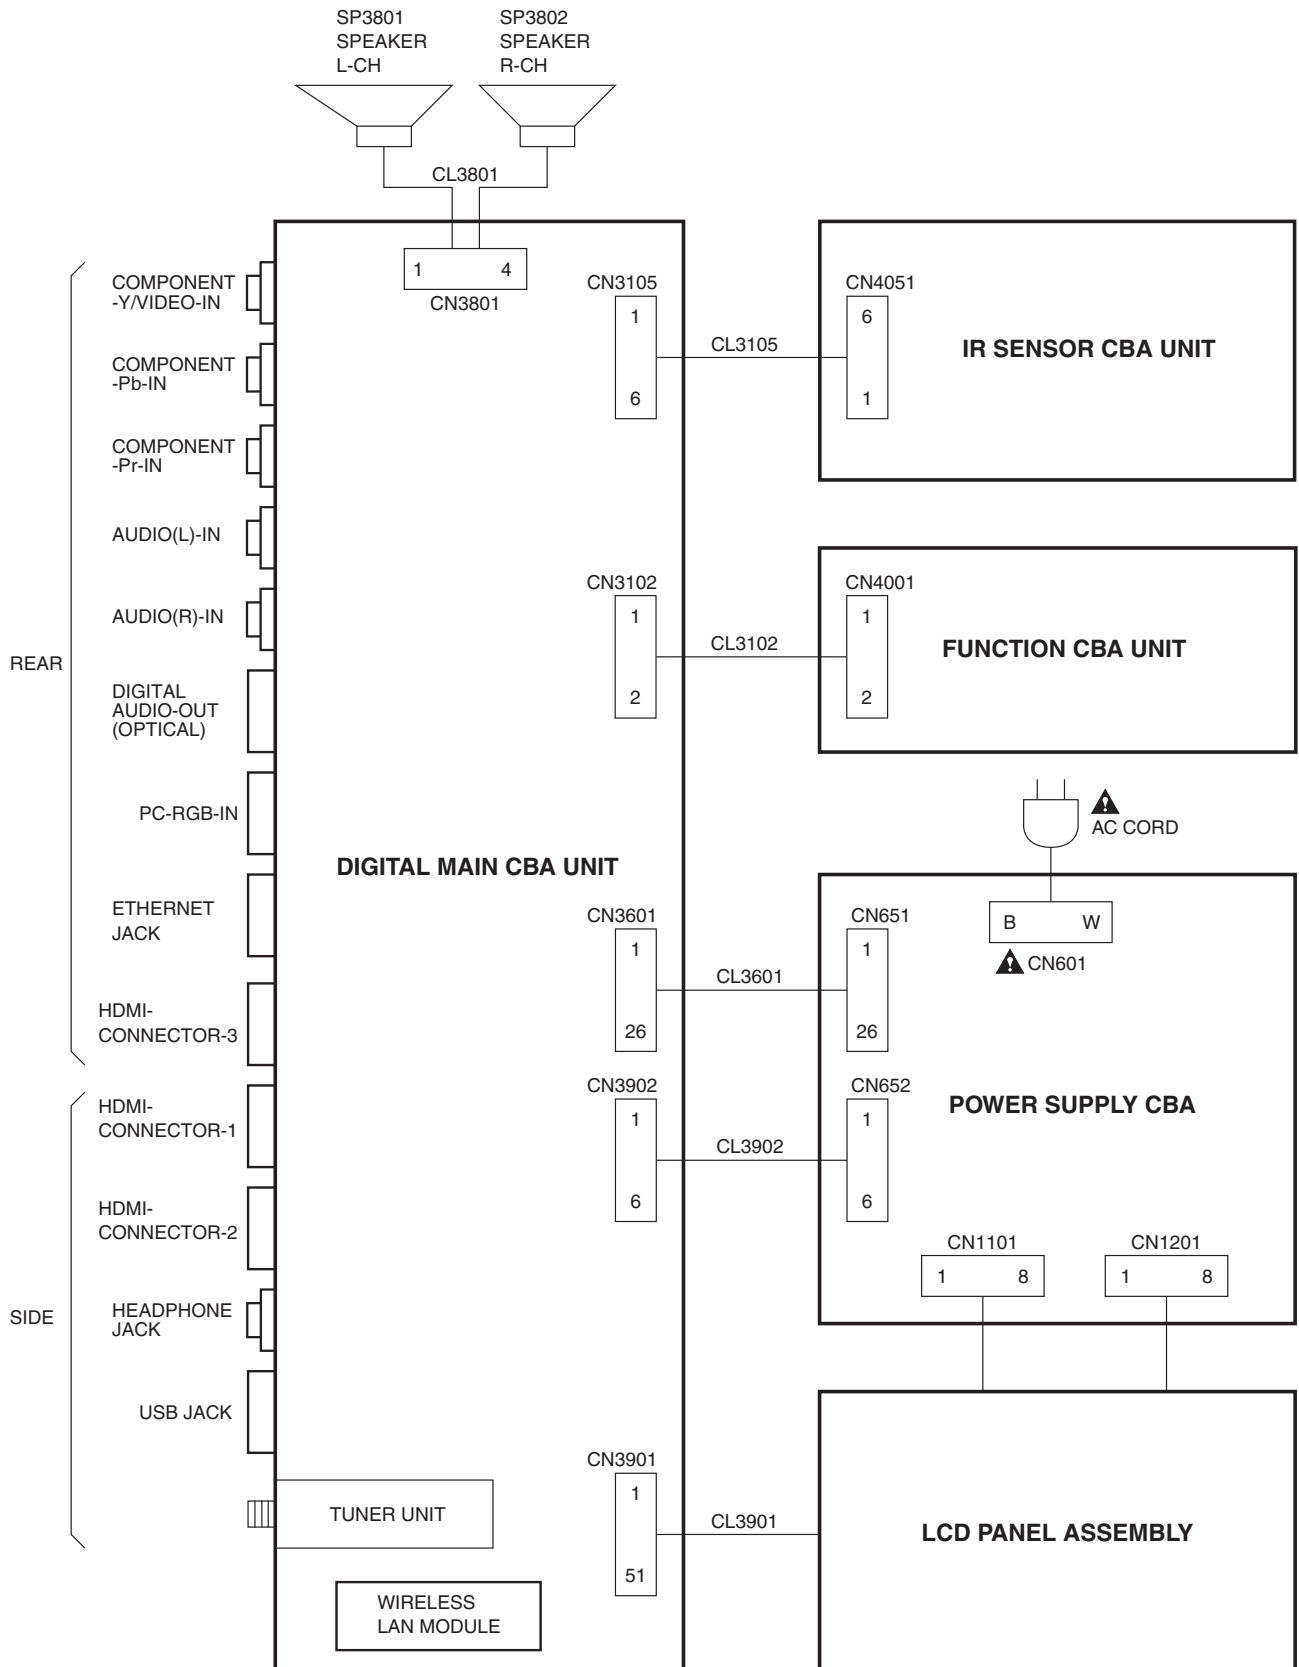 SP3801
SPEAKER
L-CH
SP3802
SPEAKER
R-CH
CL3801
1 4
CN3801
REAR
COMPONENT
-Y/VIDEO-IN
COMPONENT
-Pb-IN
COMPONENT
-Pr-IN
AUDIO(L)-IN
AUDIO(R)-IN
DIGITAL
AUDIO-OUT
(OPTICAL)
PC-RGB-IN
ETHERNET
JACK
HDMI-
CONNECTOR-3
SIDE
HDMI-
CONNECTOR-1
HDMI-
CONNECTOR-2
HEADPHONE
JACK
USB JACK
TUNER UNIT
WIRELESS
LAN MODULE
DIGITAL MAIN CBA UNIT
CN3105
1
6
CL3105
CN4051
6
1
IR SENSOR CBA UNIT
CN3102
1
2
CL3102
CN4001
1
2
FUNCTION CBA UNIT
AC CORD
B W
CN601
CN3601
1
26
CL3601
CN651
1
26
CN3902
1
6
CL3902
CN652
1
6
POWER SUPPLY CBA
CN1101
1 8
CN1201
1 8
CN3901
1
51
CL3901
LCD PANEL ASSEMBLY